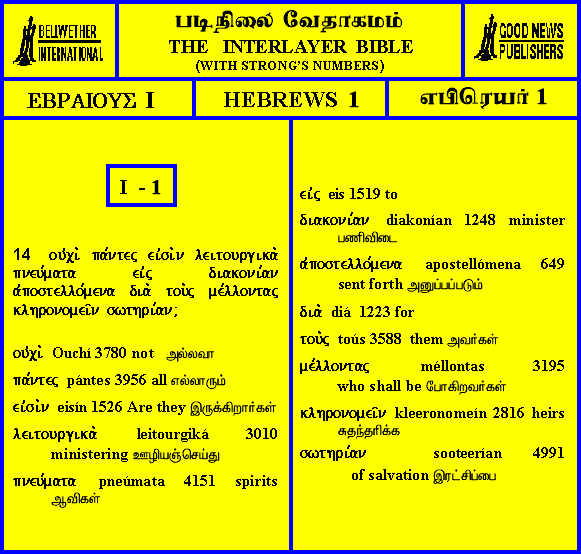 BELLWETHER
INTERNATIONAL
படிநிலை வேதாகமம்
THE INTERLAYER BIBLE
(WITH STRONG'S NUMBERS)
GOOD NEWS
PUBLISHERS
ΕΒΡΑΙΟΥΣ Ι
HEBREWS 1
எபிரெயர் 1
I - 1
14 οὐχὶ πάντες εἰσὶν λειτουργικὰ
πνεύματα εἰς διακονίαν
ἀποστελλόμενα διὰ τοὺς μέλλοντας
κληρονομεῖν σωτηρίαν;
οὐχὶ Ouchí 3780 not அல்லவா
πάντες pántes 3956 all எல்லாரும்
εἰσὶν eisín 1526 Are they இருக்கிறார்கள்
λειτουργικὰ leitourgiká 3010
ministering ஊழியஞ்செய்து
πνεύματα pneúmata 4151 spirits
ஆவிகள்
εἰς eis 1519 to
διακονίαν diakonían 1248 minister
பணிவிடை
ἀποστελλόμενα apostellómena 649
sent forth அனுப்பப்படும்
διὰ diá 1223 for
τοὺς toús 3588 them அவர்கள்
μέλλοντας méllontas 3195
who shall be போகிறவர்கள்
κληρονομεῖν kleeronomeín 2816 heirs
சுதந்தரிக்க
σωτηρίαν sooteerían 4991
of salvation இரட்சிப்பை